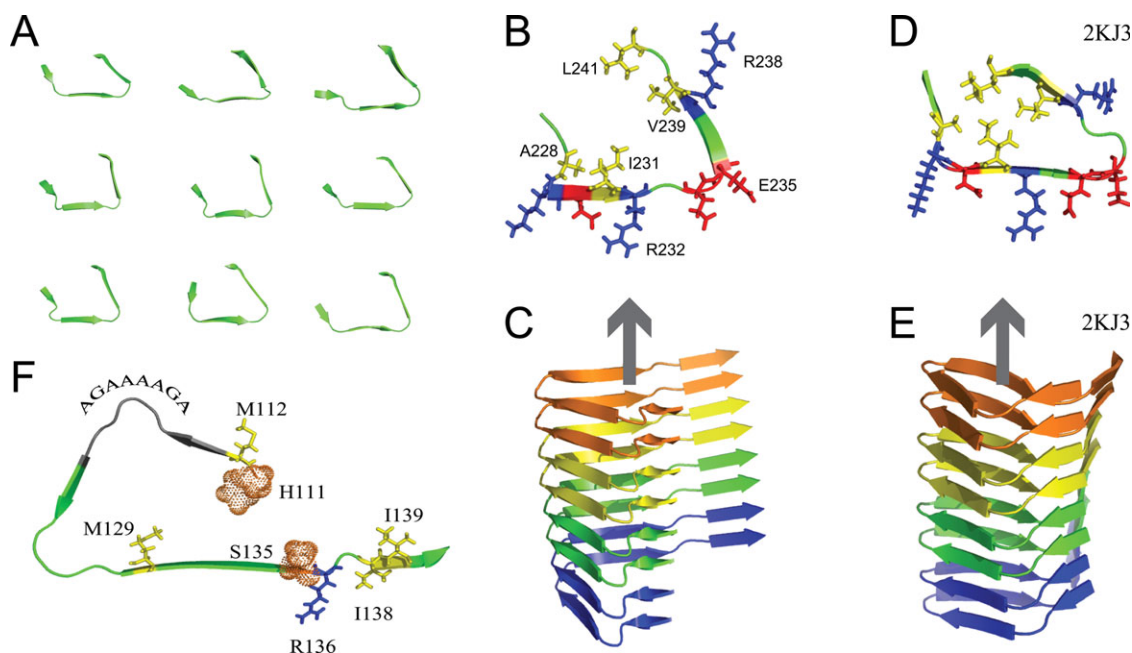 A
B
L241
R238
V239
A228
I231
E235
R232
D
2KJ3
C
E
2KJ3
F
AGAAAAGA
M112
H111
M129
S135
I139
I138
R136